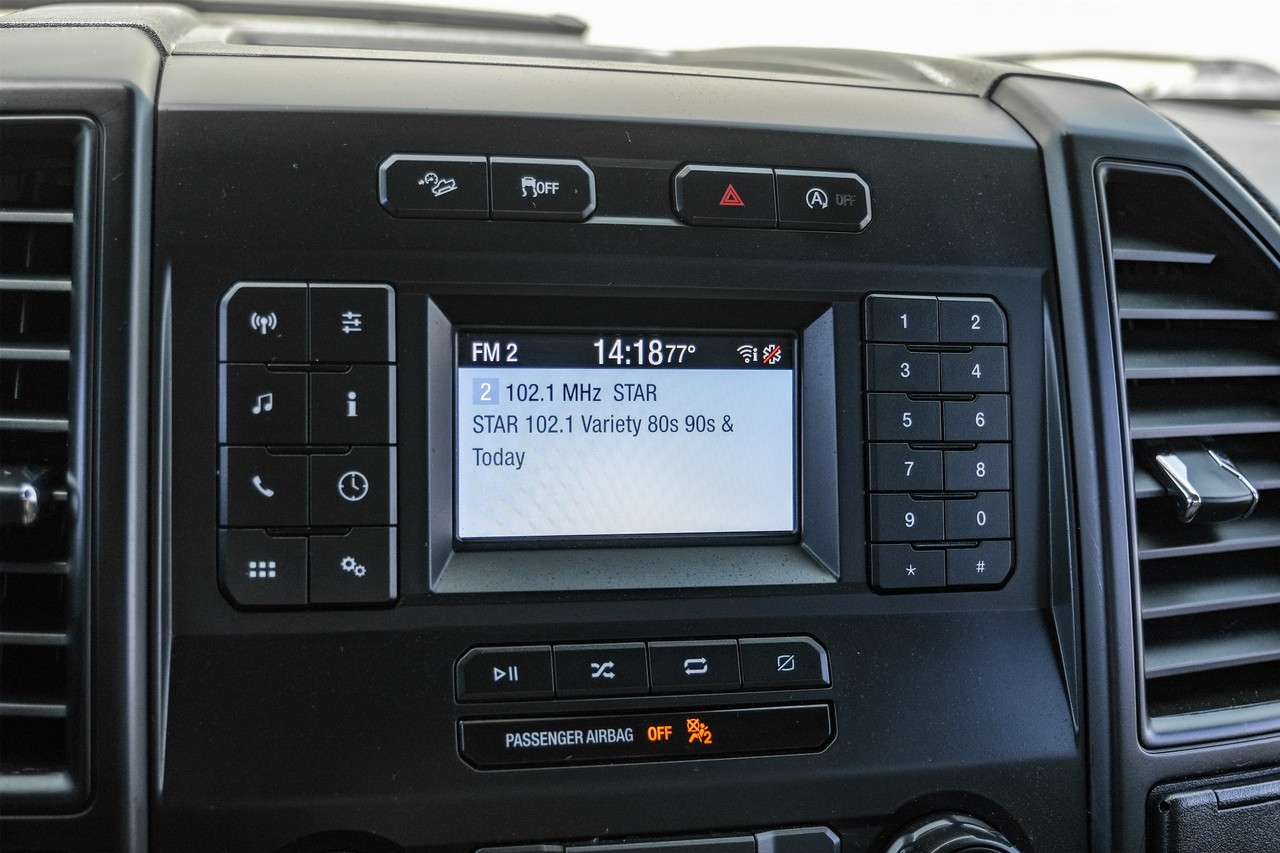 OFF
A OFF
FM 2 14:18 77°
2 102.1 MHz STAR
STAR 102.1 Variety 80s 90s &
Today
i
1 2
3 4
5 6
7 8
9 0
* #
PASSENGER AIRBAG OFF 2